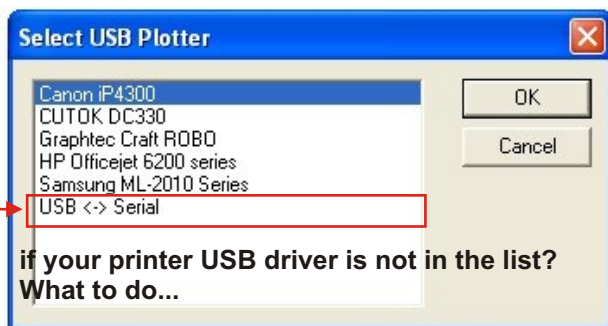 Select USB Plotter
Canon iP4300
CUTOK DC330
Graphtec Craft ROBO
HP Officejet 6200 series
Samsung ML-2010 Series
USB <-> Serial
OK
Cancel
if your printer USB driver is not in the list?
What to do...